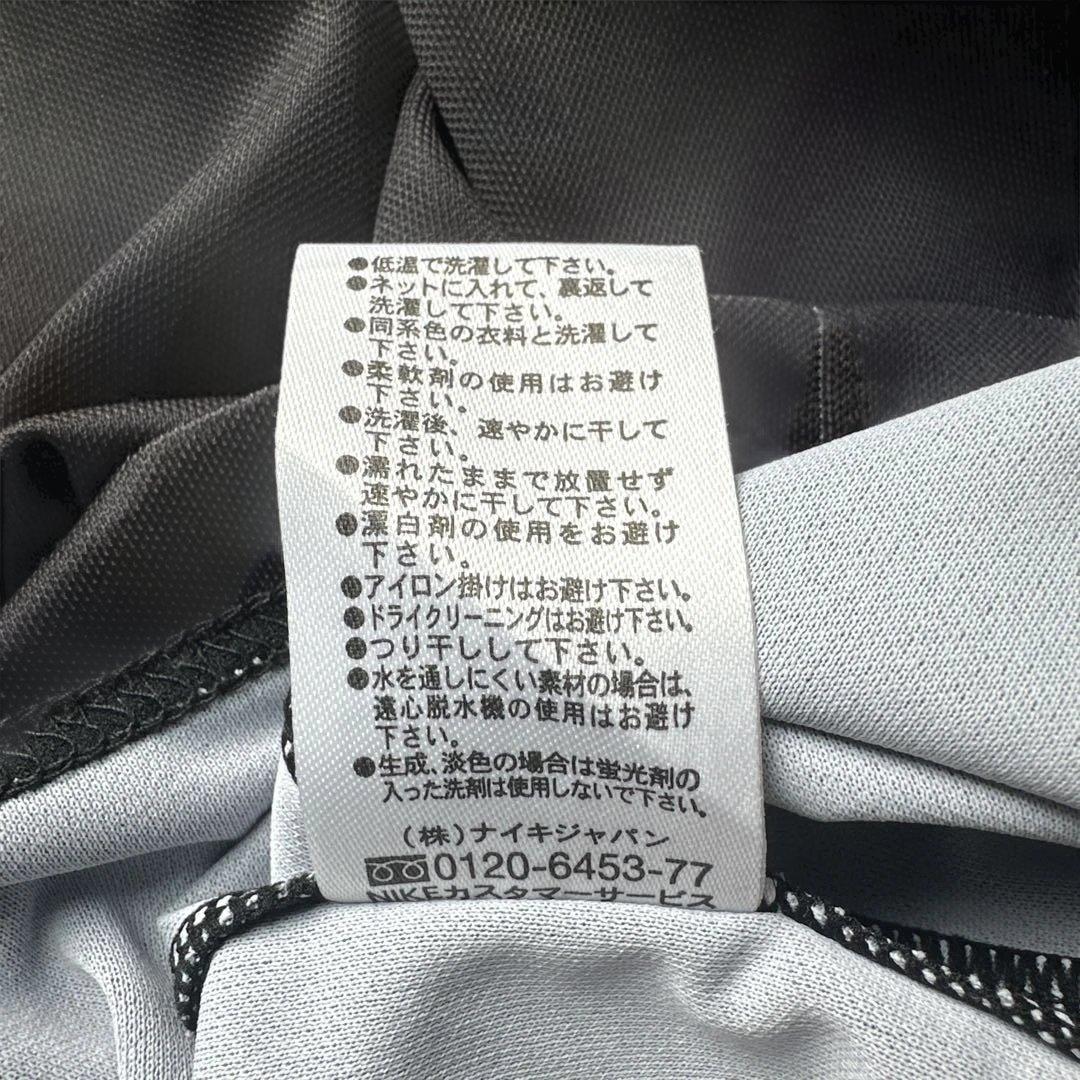 ●低温で洗濯して下さい。
●ネットに入れて、裏返して
洗濯して下さい。
●同系色の衣料と洗濯して
下さい。
●柔軟剤の使用はお避け
下さい。
●洗濯後、速やかに干して
下さい。
●濡れたままで放置せず
速やかに干して下さい。
●漂白剤の使用をお避け
下さい。
●アイロン掛けはお避け下さい。
●ドライクリーニングはお避け下さい。
●つり干しして下さい。
●水を通しにくい素材の場合は、
遠心脱水機の使用はお避け
下さい。
●生成、淡色の場合は蛍光剤の
入った洗剤は使用しないで下さい。
(株)ナイキジャパン
0120-6453-77
NIKEカスタマーサービス